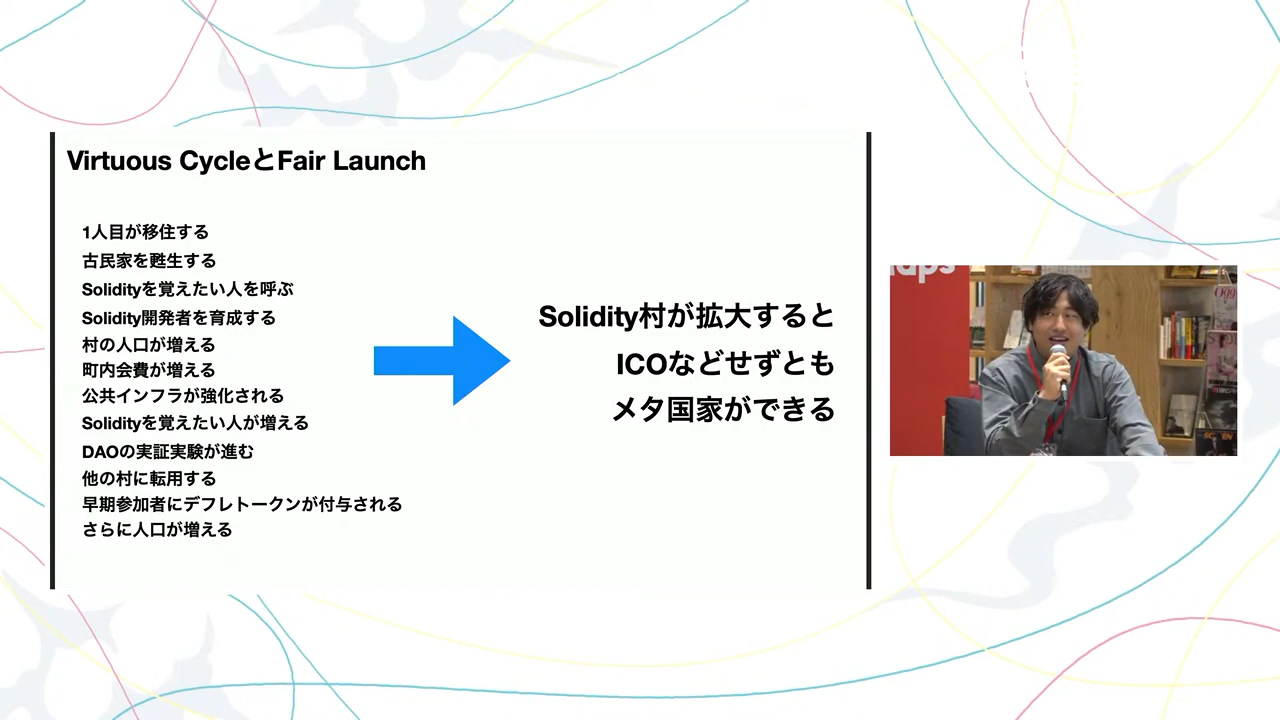 Virtuous CycleとFair Launch
1人目が移住する
古民家を甦生する
Solidityを覚えたい人を呼ぶ
Solidity開発者を育成する
村の人口が増える
町内会費が増える
公共インフラが強化される
Solidityを覚えたい人が増える
DAOの実証実験が進む
他の村に転用する
早期参加者にデフレトークンが付与される
さらに人口が増える
Solidity村が拡大すると
ICOなどせずとも
メタ国家ができる